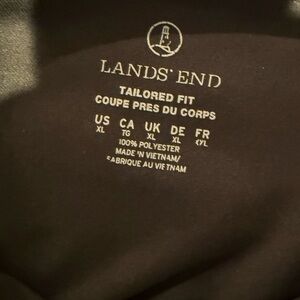 LANDS' END
TAILORED FIT
COUPE PRES DU CORPS
US CA UK DE FR
XL TG XL XL XXL
100% POLYESTER
MADE IN VIETNAM/
FABRIQUE AU VIETNAM